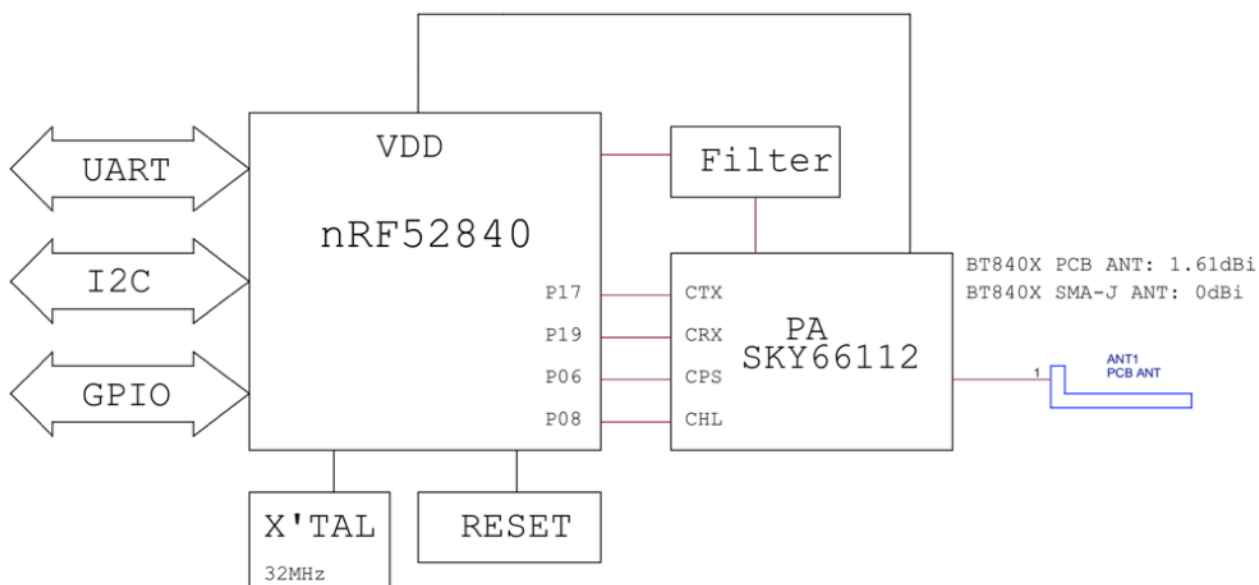 VDD
UART
Filter
nRF52840
BT840X PCB ANT: 1.61dBi
I2C
P17
CTX
BT840X SMA-J ANT: 0dBi
P19
CRX
PA
SKY66112
ANT1
PCB ANT
P06
CPS
1
GPIO
P08
CHL
X'TAL
32MHz
RESET